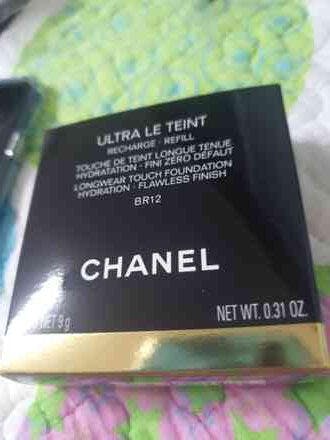 ULTRA LE TEINT
RECHARGE · REFILL
TOUCHE DE TEINT LONGUE TENUE
HYDRATATION · FINI ZÉRO DÉFAUT
LONGWEAR TOUCH FOUNDATION
HYDRATION · FLAWLESS FINISH
BR12
CHANEL
NET 9 g NET WT. 0.31 OZ.